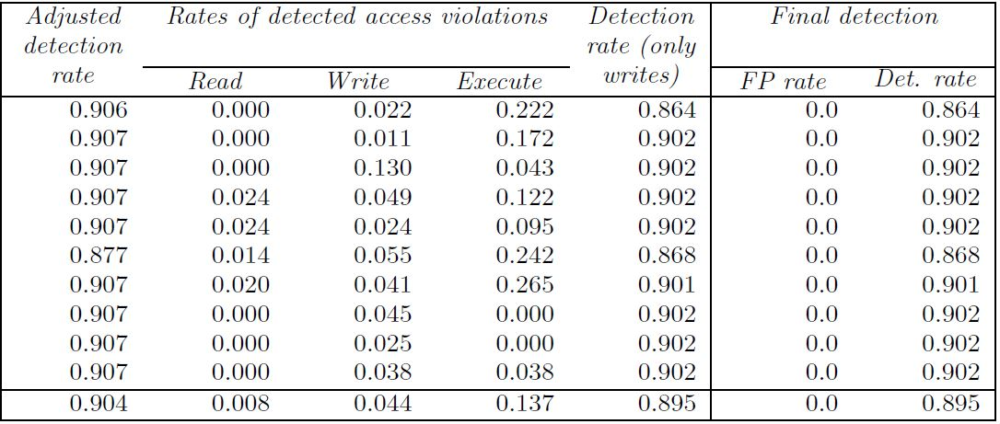 Adjusted Rates of detected access violations Detection Final detection
detection rate (only
rate Read Write Execute writes) FP rate Det. rate
0.906 0.000 0.022 0.222 0.864 0.0 0.864
0.907 0.000 0.011 0.172 0.902 0.0 0.902
0.907 0.000 0.130 0.043 0.902 0.0 0.902
0.907 0.024 0.049 0.122 0.902 0.0 0.902
0.907 0.024 0.024 0.095 0.902 0.0 0.902
0.877 0.014 0.055 0.242 0.868 0.0 0.868
0.907 0.020 0.041 0.265 0.901 0.0 0.901
0.907 0.000 0.045 0.000 0.902 0.0 0.902
0.907 0.000 0.025 0.000 0.902 0.0 0.902
0.907 0.000 0.038 0.038 0.902 0.0 0.902
0.904 0.008 0.044 0.137 0.895 0.0 0.895